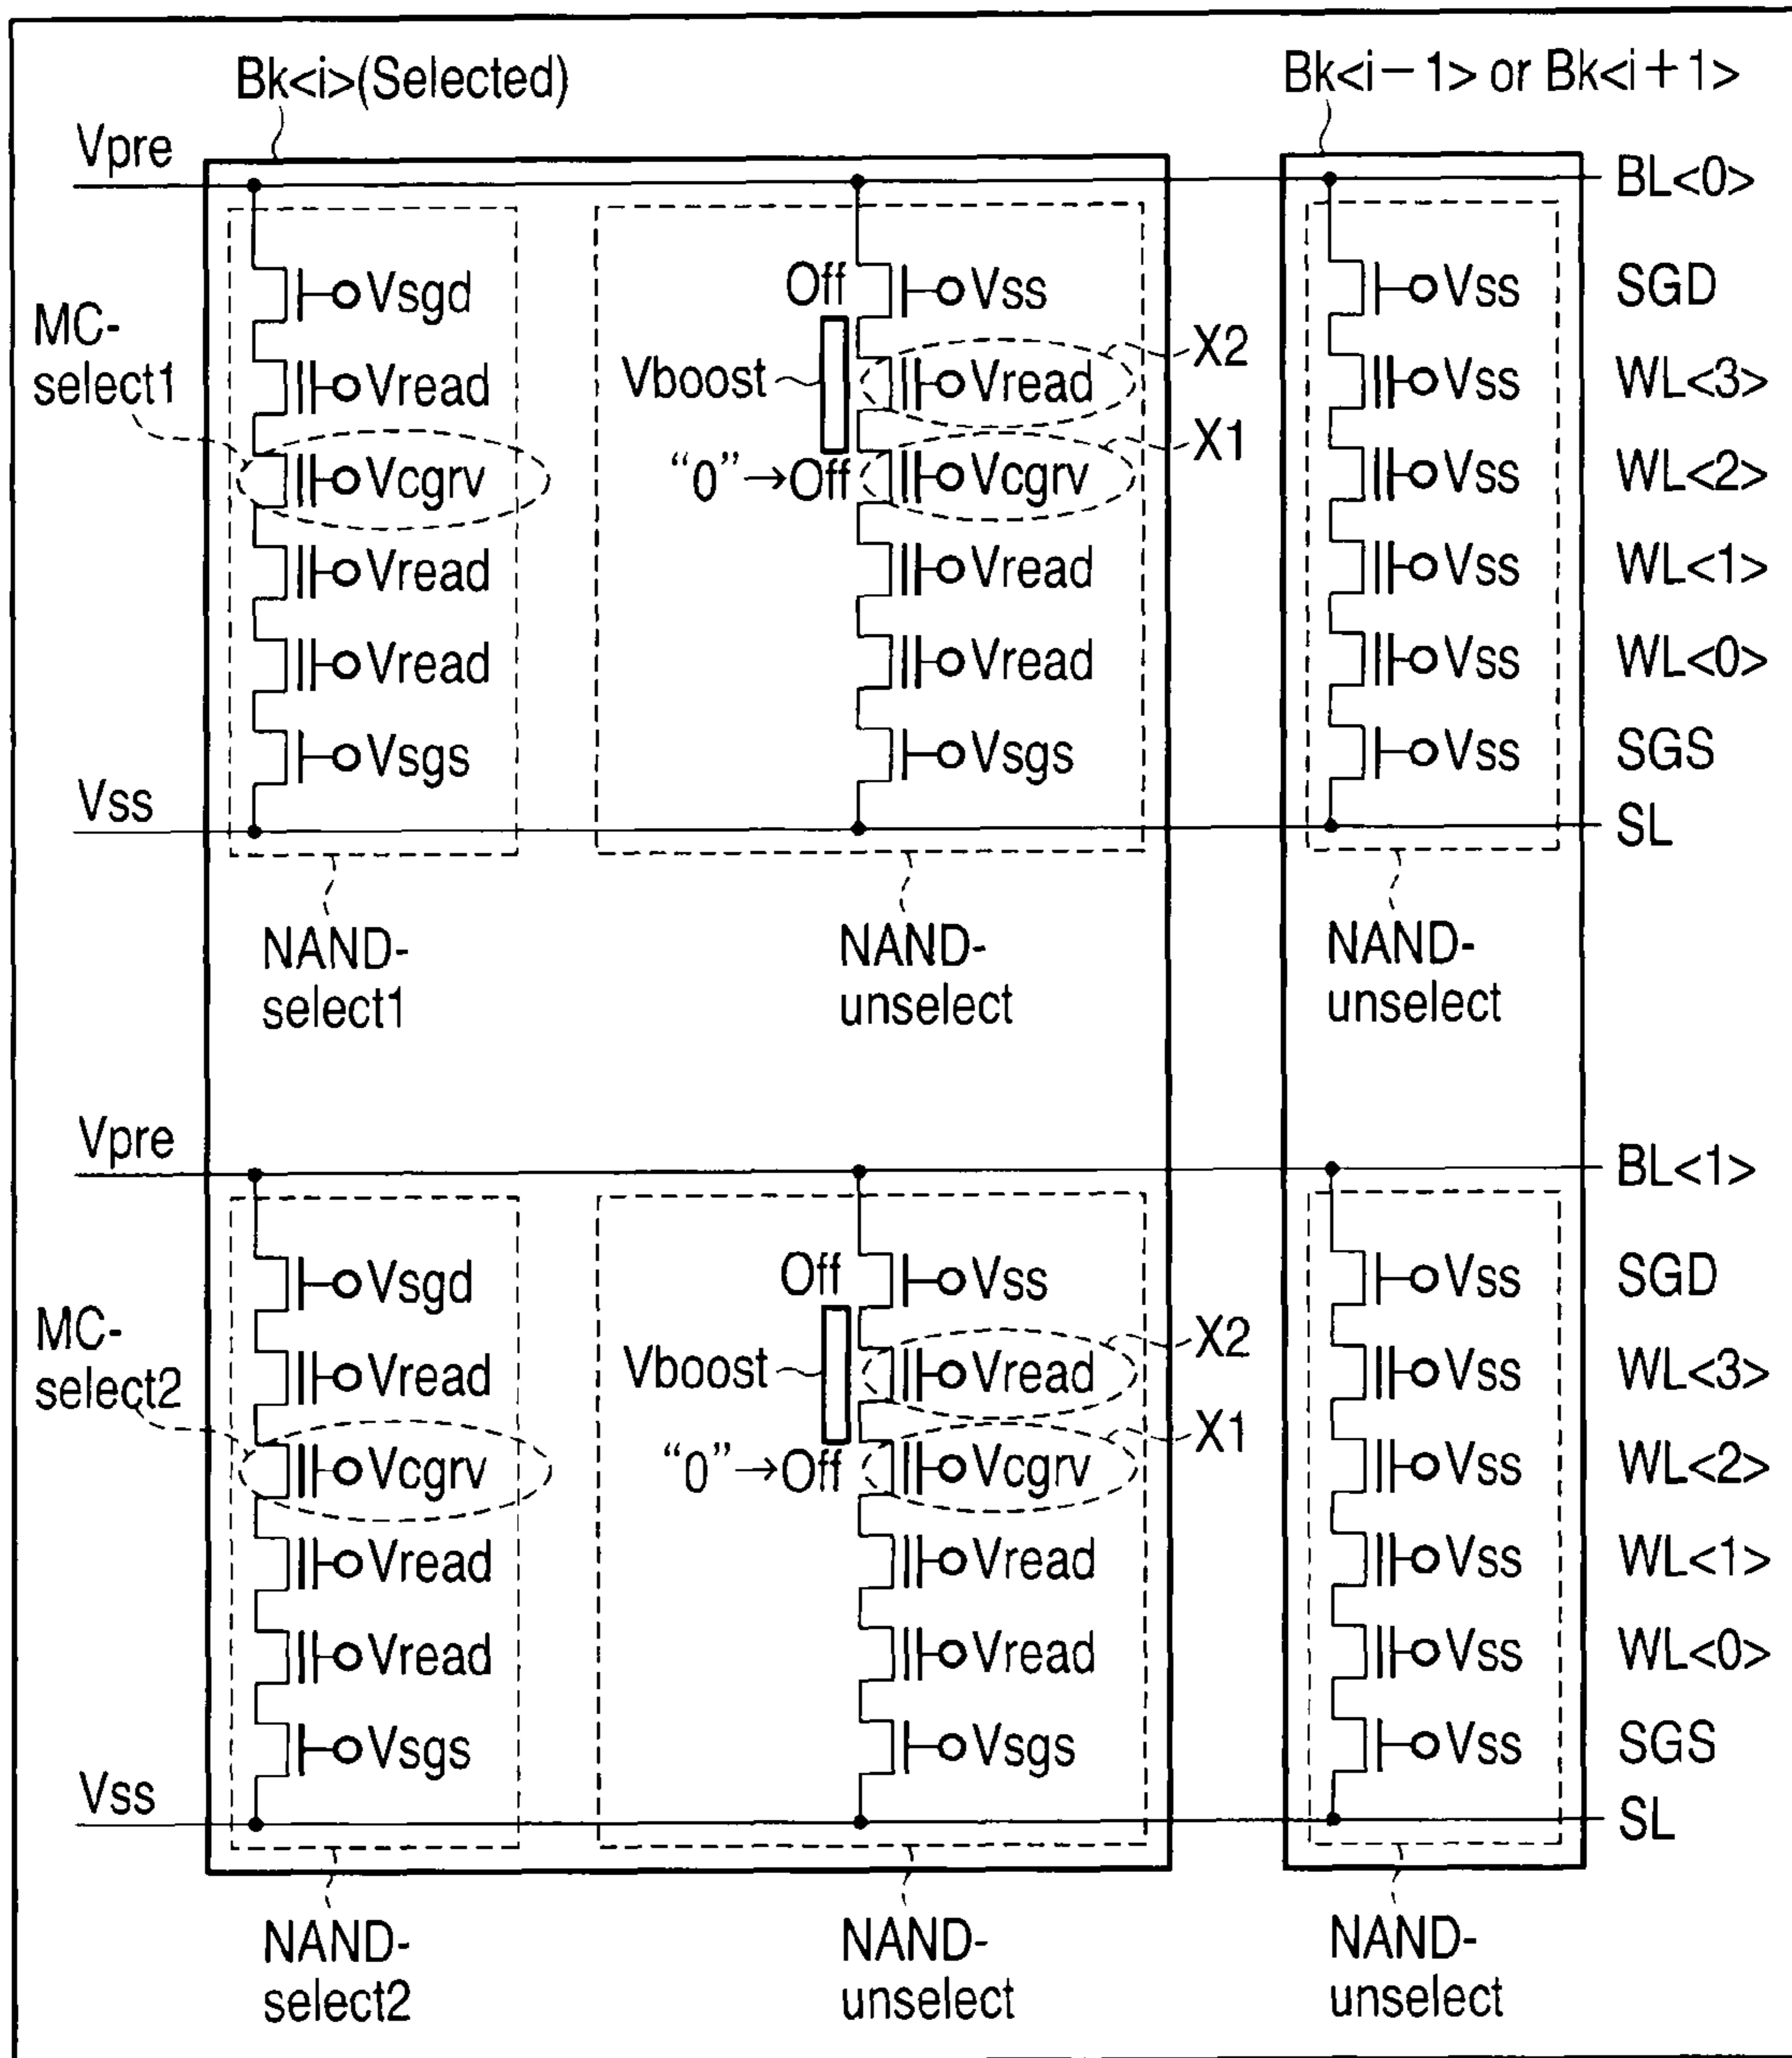 Bk<i>(Selected)
Bk<i−1> or Bk<i+1>
Vpre
BL<0>
Vsgd
Off
Vss
Vss
SGD
MC-
select1
Vread
Vboost
Vread
X2
Vss
WL<3>
Vcgrv
“0”→Off
Vcgrv
X1
Vss
WL<2>
Vread
Vread
Vss
WL<1>
Vread
Vread
Vss
WL<0>
Vsgs
Vsgs
Vss
SGS
Vss
SL
NAND-
select1
NAND-
unselect
NAND-
unselect
Vpre
BL<1>
Vsgd
Off
Vss
Vss
SGD
MC-
select2
Vread
Vboost
Vread
X2
Vss
WL<3>
Vcgrv
“0”→Off
Vcgrv
X1
Vss
WL<2>
Vread
Vread
Vss
WL<1>
Vread
Vread
Vss
WL<0>
Vsgs
Vsgs
Vss
SGS
Vss
SL
NAND-
select2
NAND-
unselect
NAND-
unselect